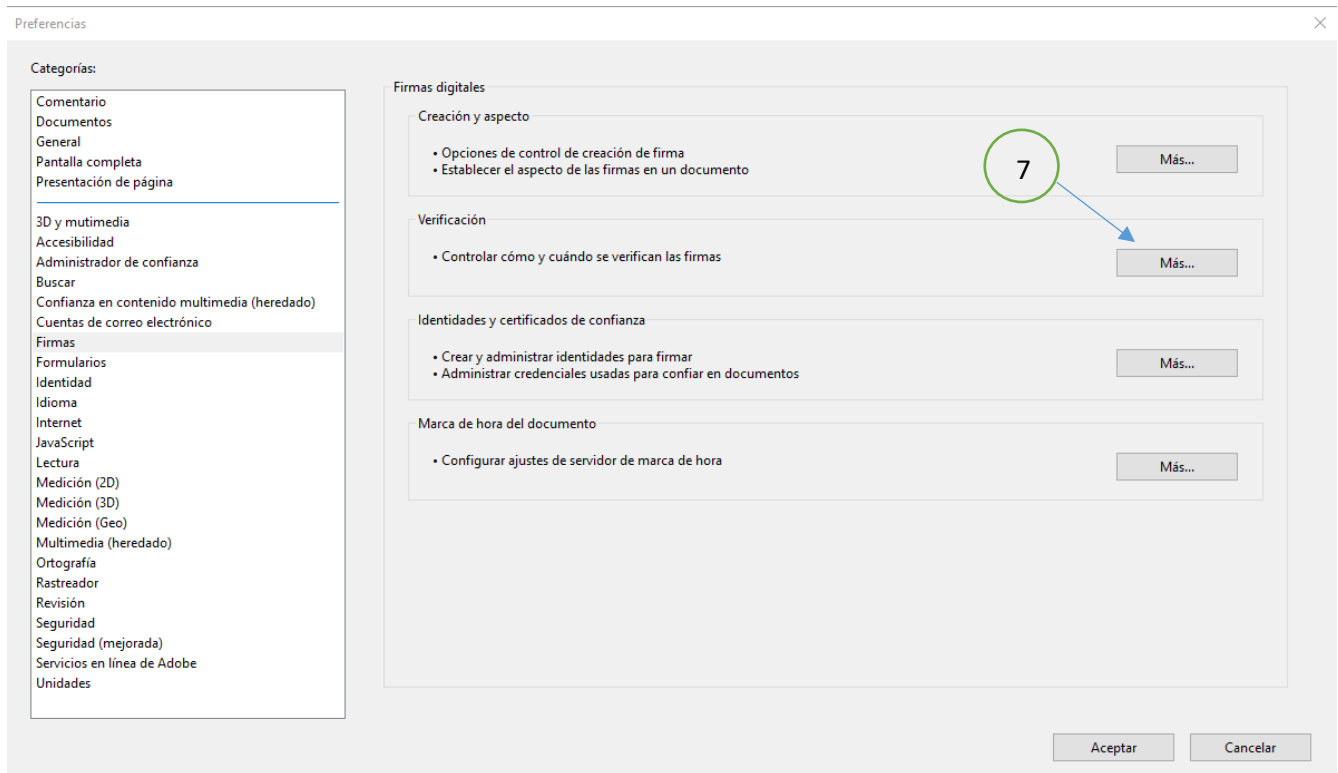 Preferencias
Categorías:
Comentario
Documentos
General
Pantalla completa
Presentación de página
3D y mutimedia
Accesibilidad
Administrador de confianza
Buscar
Confianza en contenido multimedia (heredado)
Cuentas de correo electrónico
Firmas
Formularios
Identidad
Idioma
Internet
JavaScript
Lectura
Medición (2D)
Medición (3D)
Medición (Geo)
Multimedia (heredado)
Ortografía
Rastreador
Revisión
Seguridad
Seguridad (mejorada)
Servicios en línea de Adobe
Unidades
Firmas digitales
Creación y aspecto
• Opciones de control de creación de firma
• Establecer el aspecto de las firmas en un documento
Más...
7
Verificación
• Controlar cómo y cuándo se verifican las firmas
Más...
Identidades y certificados de confianza
• Crear y administrar identidades para firmar
• Administrar credenciales usadas para confiar en documentos
Más...
Marca de hora del documento
• Configurar ajustes de servidor de marca de hora
Más...
Aceptar
Cancelar